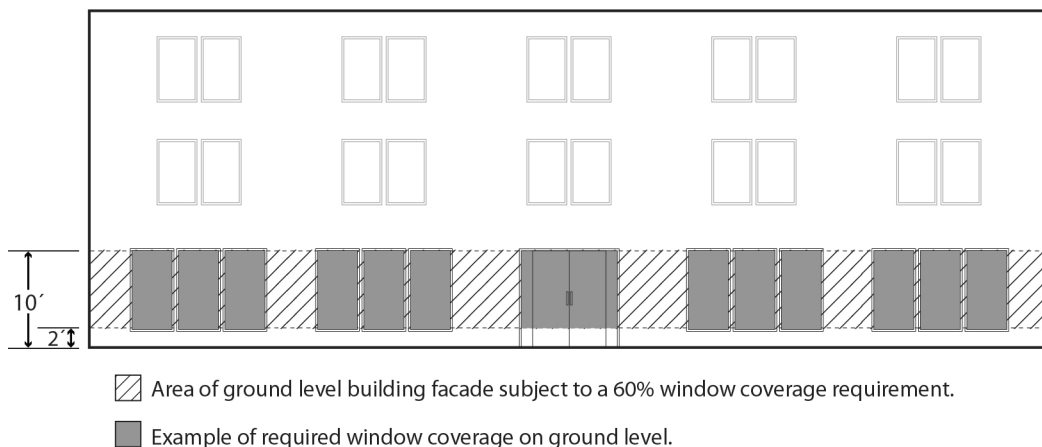 10´
2´
Area of ground level building facade subject to a 60% window coverage requirement.
Example of required window coverage on ground level.